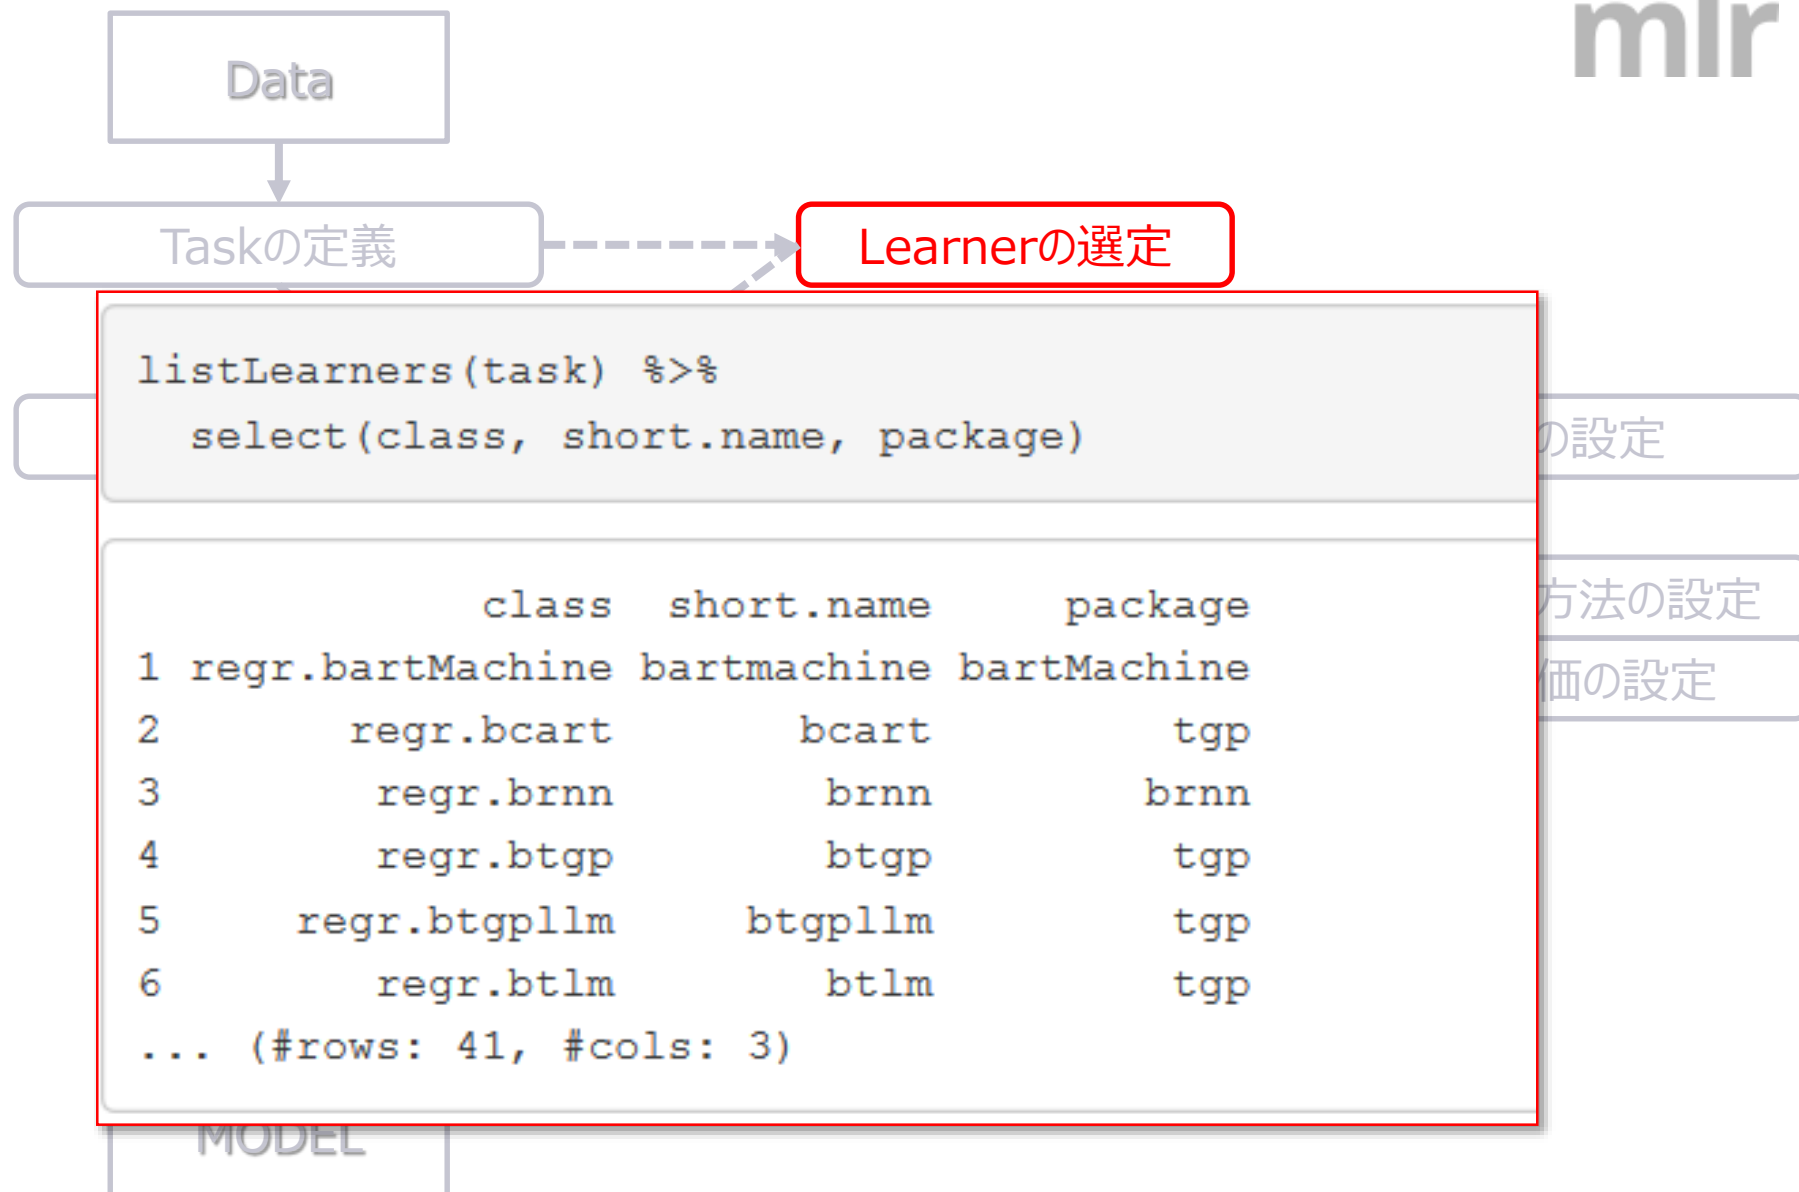 mlr
Data
Taskの定義
Learnerの選定
listLearners(task) %>%
  select(class, short.name, package)
の設定
方法の設定
価の設定
class short.name package
1 regr.bartMachine bartmachine bartMachine
2 regr.bcart bcart tgp
3 regr.brnn brnn brnn
4 regr.btgp btgp tgp
5 regr.btgpllm btgpllm tgp
6 regr.btlm btlm tgp
... (#rows: 41, #cols: 3)
MODEL